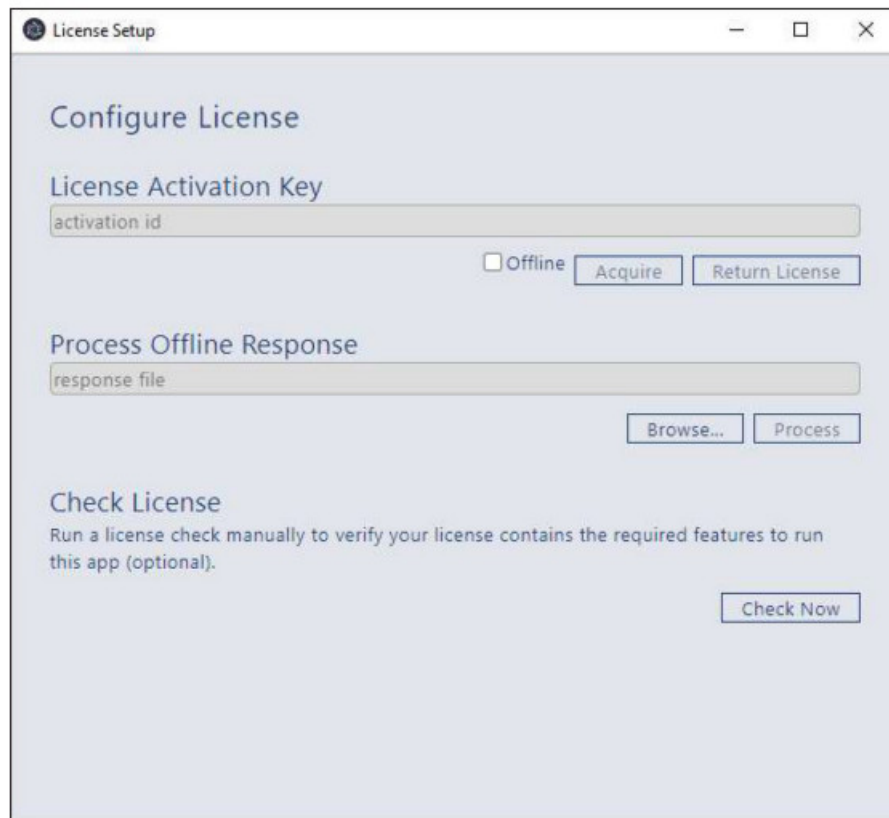 License Setup
Configure License
License Activation Key
activation id
Offline Acquire Return License
Process Offline Response
response file
Browse... Process
Check License
Run a license check manually to verify your license contains the required features to run
this app (optional).
Check Now